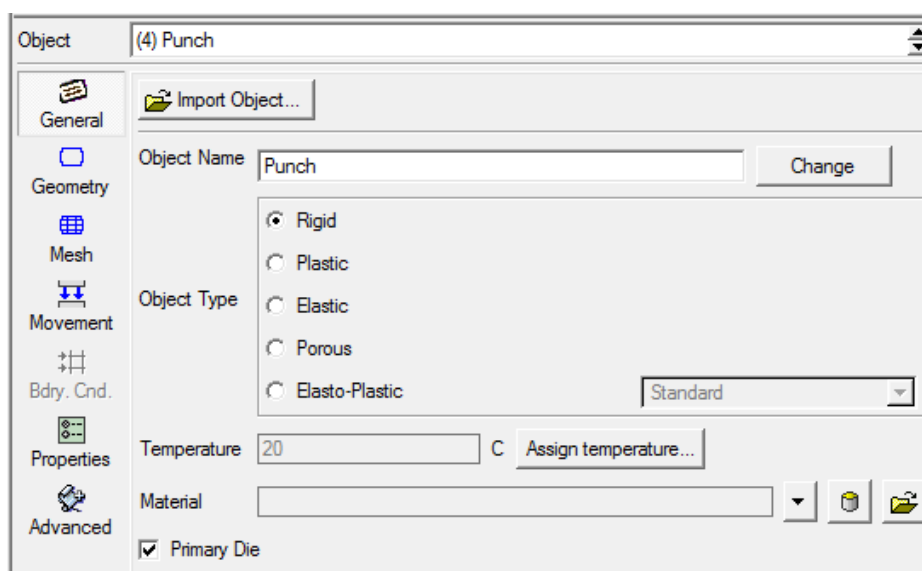 Object (4) Punch
General
Import Object...
Geometry
Object Name Punch Change
Mesh
Rigid
Plastic
Movement
Object Type Elastic
Bdry. Cnd.
Porous
Elasto-Plastic Standard
Properties
Temperature 20 C Assign temperature...
Advanced
Material
Primary Die